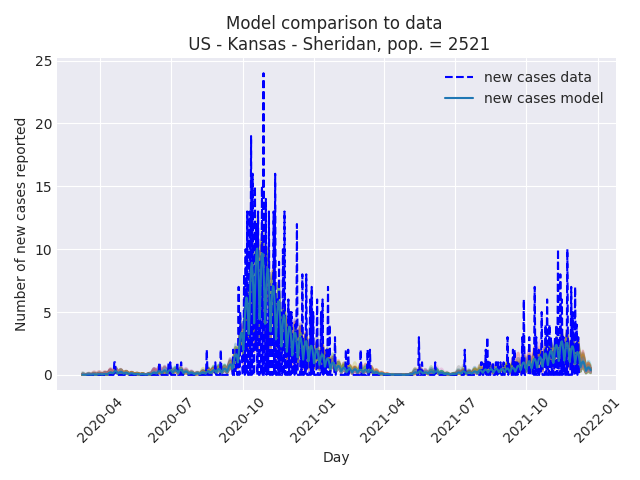 Model comparison to data
US - Kansas - Sheridan, pop. = 2521
new cases data
new cases model
Number of new cases reported
25
20
15
10
5
0
2020-04
2020-07
2020-10
2021-01
2021-04
2021-07
2021-10
2022-01
Day